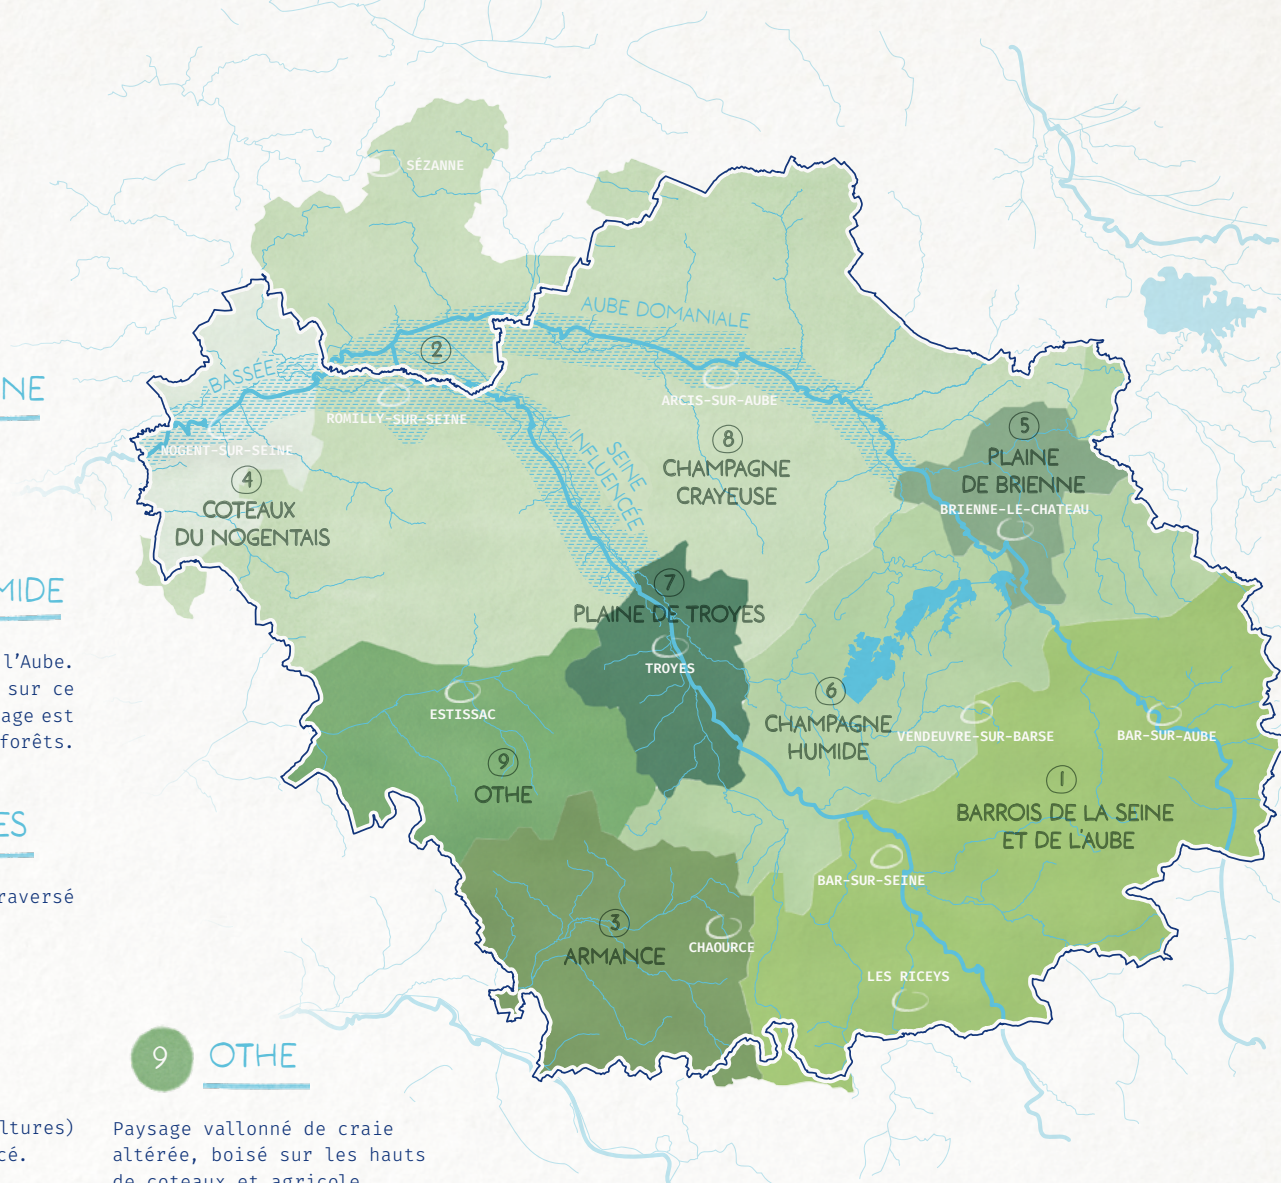 SÉZANNE
AUBE DOMANIALE
2
BASSÉE
NE
ARCIS-SUR-AUBE
ROMILLY-SUR-SEINE
NOGENT-SUR-SEINE
SEINE
INFLUENCÉE
8
CHAMPAGNE
CRAYEUSE
5
PLAINE
DE BRIENNE
BRIENNE-LE-CHATEAU
4
COTEAUX
DU NOGENTAIS
MIDE
7
PLAINE DE TROYES
TROYES
l'Aube.
sur ce
age est
forêts.
ESTISSAC
6
CHAMPAGNE
HUMIDE
VENDEUVRE-SUR-BARSE
BAR-SUR-AUBE
9
OTHE
1
BARROIS DE LA SEINE
ET DE L'AUBE
ES
raversé
BAR-SUR-SEINE
3
ARMANCE
CHAOURCE
LES RICEYS
9 OTHE
ltures)
cé.
Paysage vallonné de craie
altérée, boisé sur les hauts
de coteaux et agricole